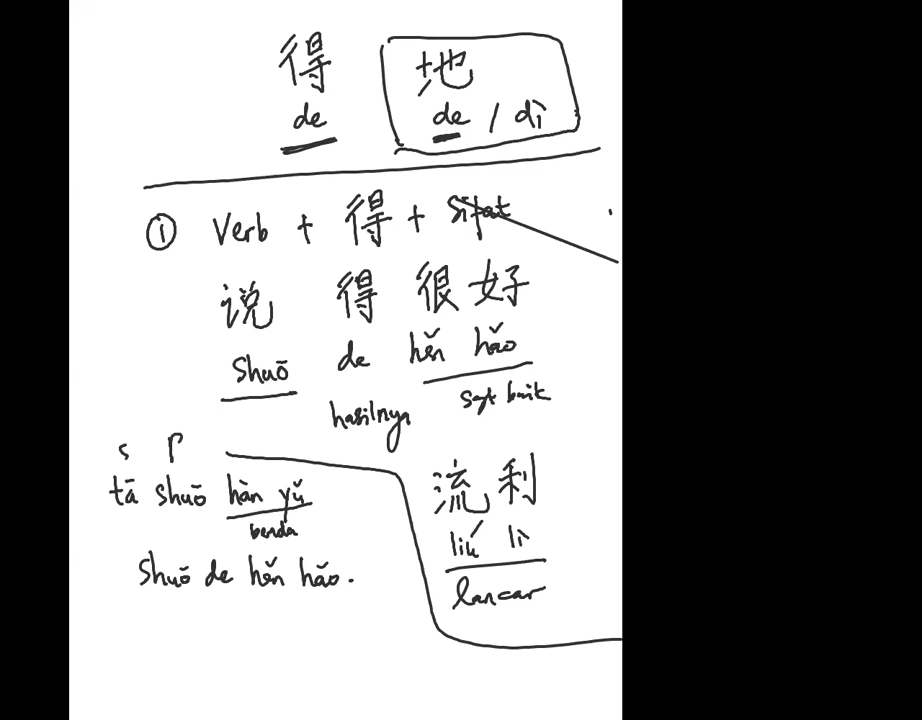 得 地
de de / dì
① Verb + 得 + sifat
说 得 很 好
shuō de hěn hǎo
hasilnya sgt baik
S P
tā shuō hàn yǔ
benda
shuō de hěn hǎo.
流 利
liú lì
lancar